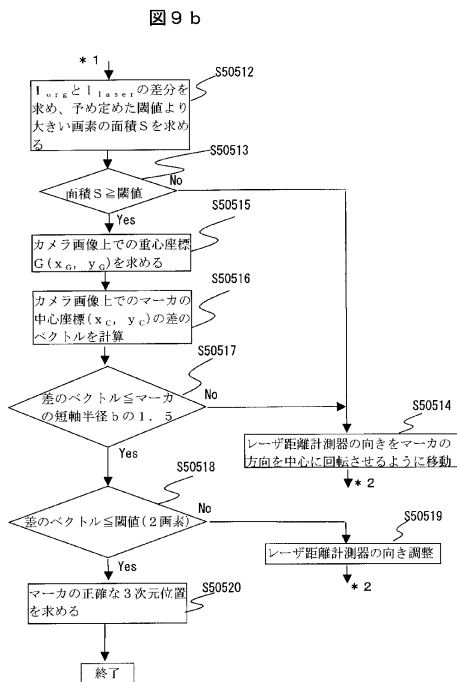 図9b
*1
S50512
IorgとIlaserの差分を
求め、予め定めた閾値より
大きい画素の面積Sを求め
る
S50513
面積S≧閾値
No
Yes
S50515
カメラ画像上での重心座標
G(xG, yG)を求める
S50516
カメラ画像上でのマーカの
中心座標(xC, yC)の差の
ベクトルを計算
S50517
差のベクトル≦マーカ
の短軸半径bの1.5
No
Yes
S50514
レーザ距離計測器の向きをマーカの
方向を中心に回転させるように移動
*2
S50518
差のベクトル≦閾値(2画素)
No
Yes
S50519
レーザ距離計測器の向き調整
*2
S50520
マーカの正確な3次元位置
を求める
終了